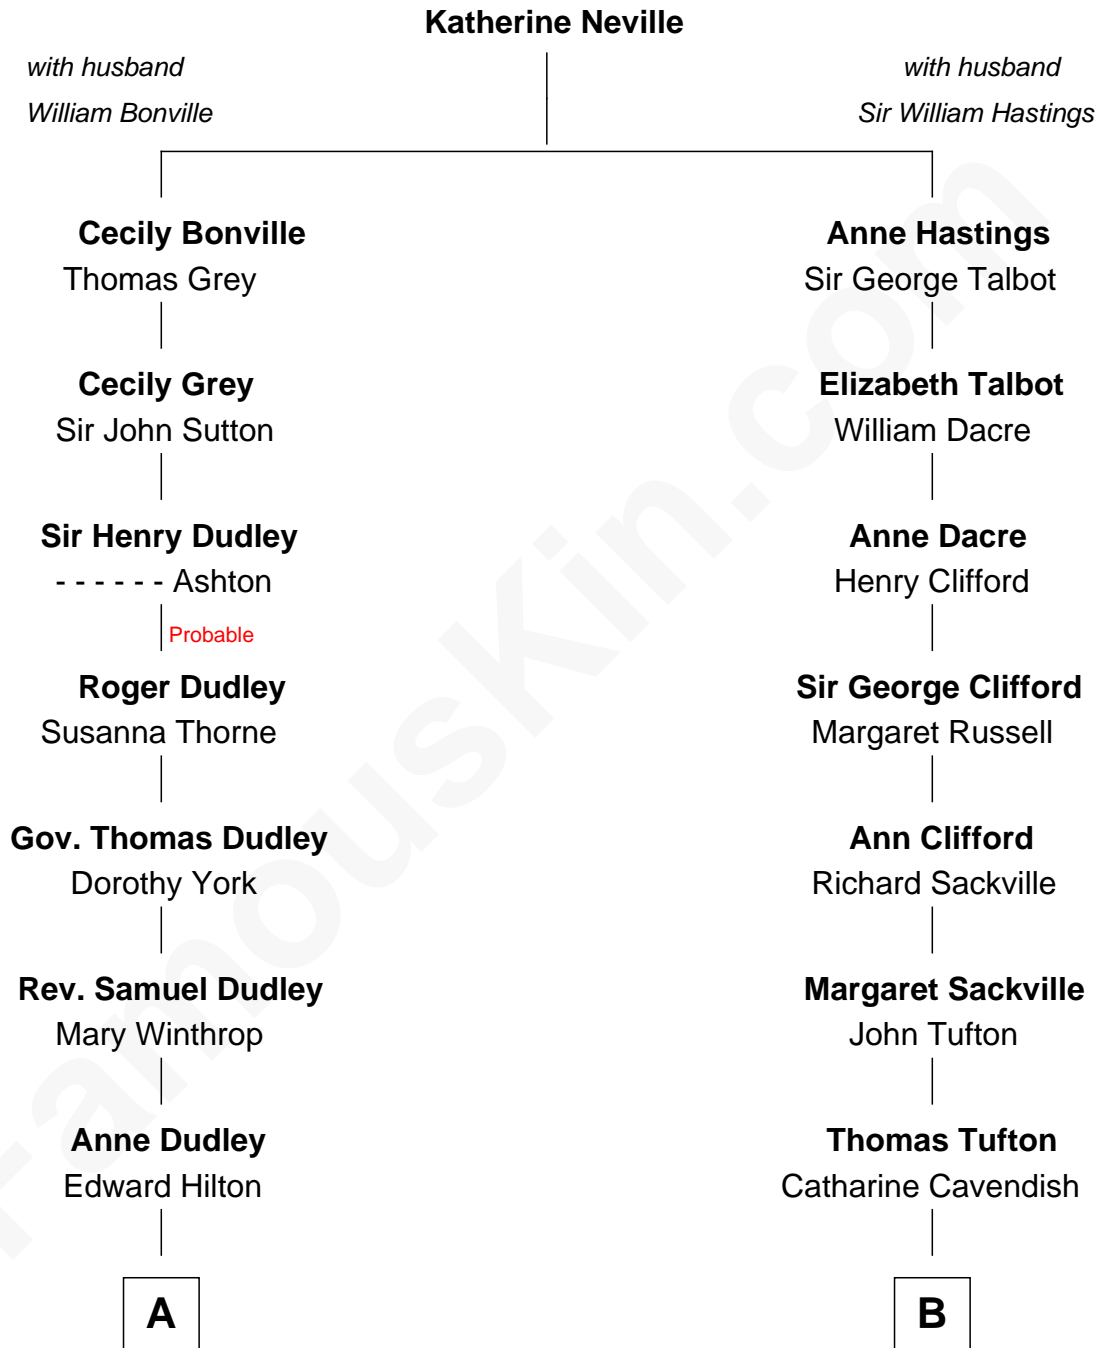 Katherine Neville
with husband
William Bonville
with husband
Sir William Hastings
Cecily Bonville
Thomas Grey
Anne Hastings
Sir George Talbot
Cecily Grey
Sir John Sutton
Elizabeth Talbot
William Dacre
Sir Henry Dudley
- - - - - - Ashton
Anne Dacre
Henry Clifford
Probable
Roger Dudley
Susanna Thorne
Sir George Clifford
Margaret Russell
Gov. Thomas Dudley
Dorothy York
Ann Clifford
Richard Sackville
Rev. Samuel Dudley
Mary Winthrop
Margaret Sackville
John Tufton
Anne Dudley
Edward Hilton
Thomas Tufton
Catharine Cavendish
A
B
FamousKin.com